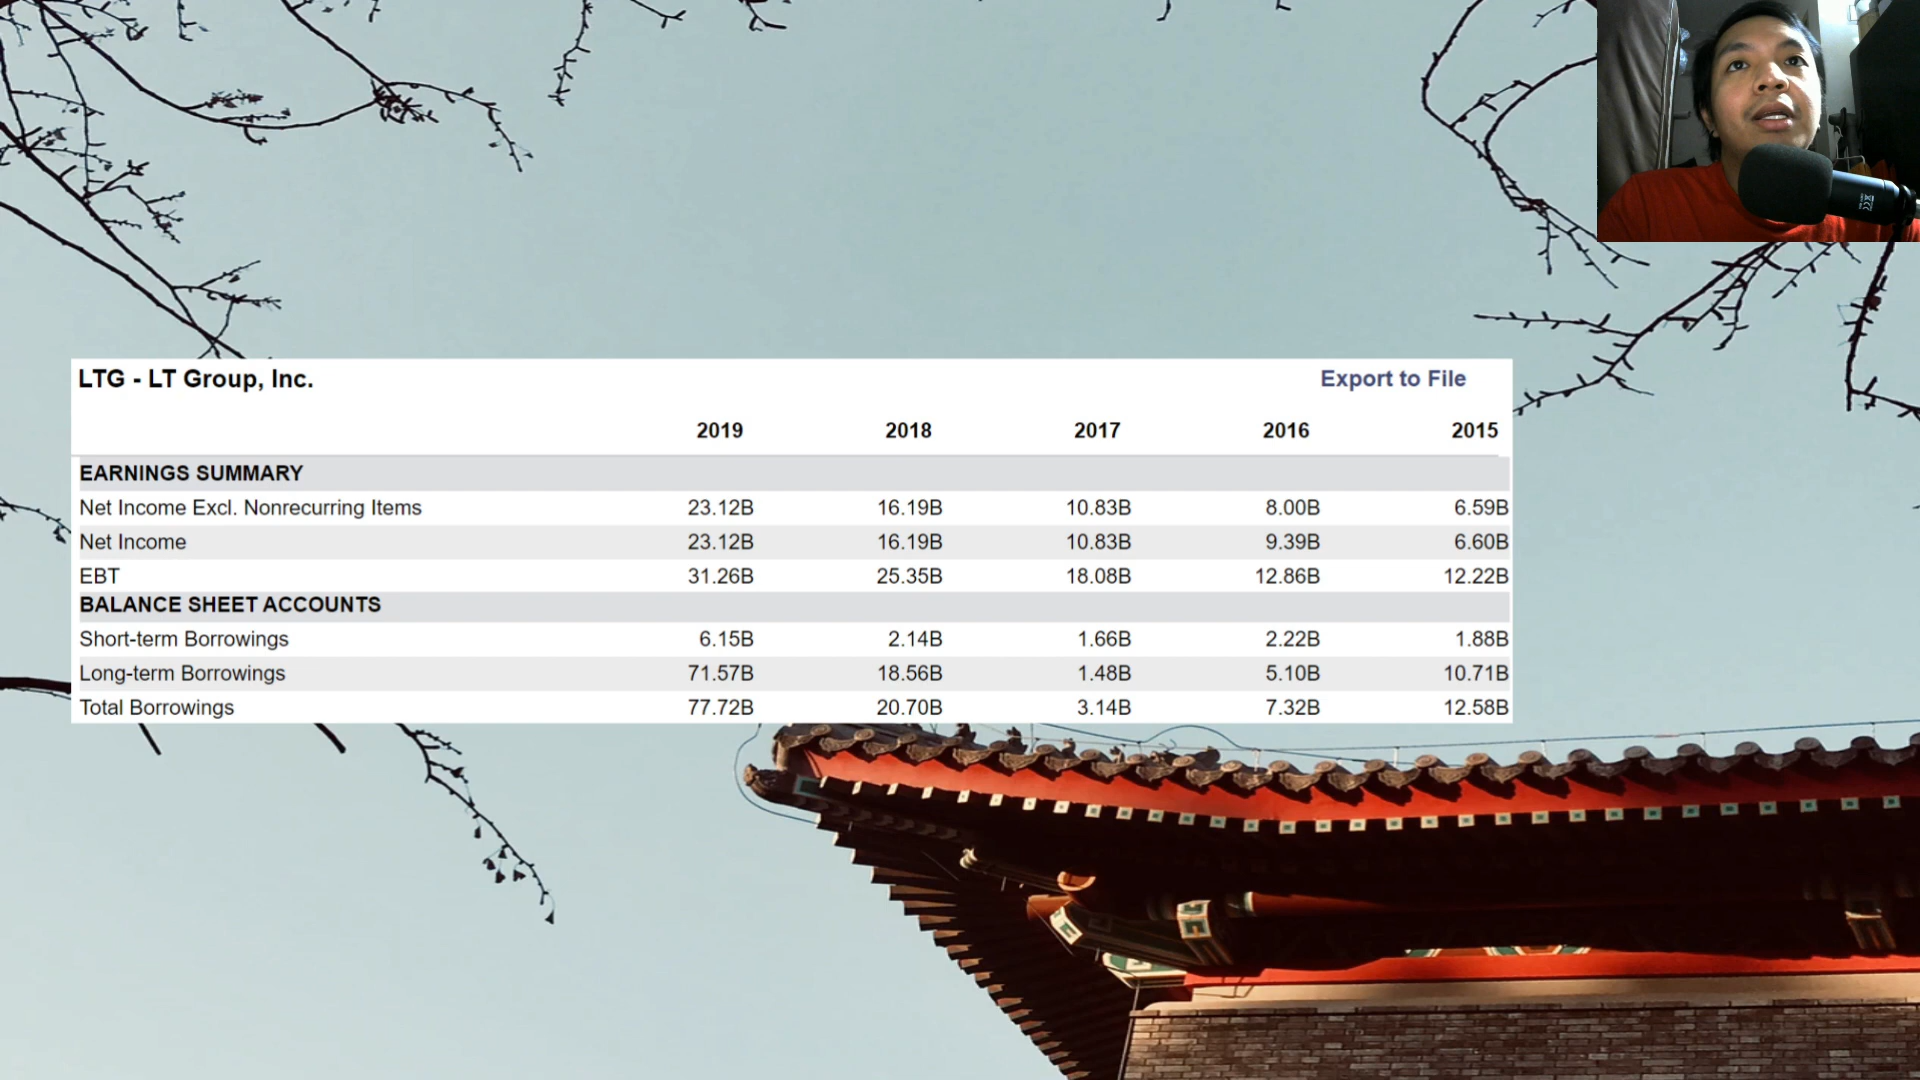 LTG - LT Group, Inc. Export to File
2019 2018 2017 2016 2015
EARNINGS SUMMARY
Net Income Excl. Nonrecurring Items 23.12B 16.19B 10.83B 8.00B 6.59B
Net Income 23.12B 16.19B 10.83B 9.39B 6.60B
EBT 31.26B 25.35B 18.08B 12.86B 12.22B
BALANCE SHEET ACCOUNTS
Short-term Borrowings 6.15B 2.14B 1.66B 2.22B 1.88B
Long-term Borrowings 71.57B 18.56B 1.48B 5.10B 10.71B
Total Borrowings 77.72B 20.70B 3.14B 7.32B 12.58B